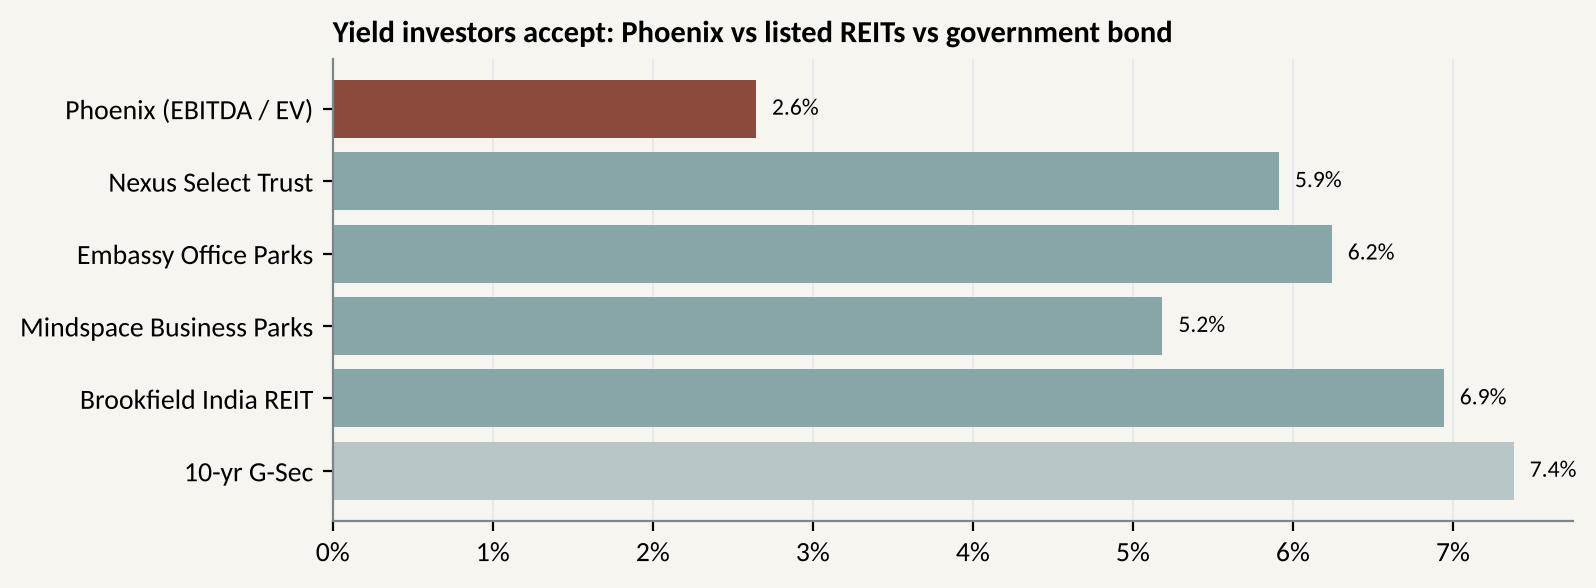 Yield investors accept: Phoenix vs listed REITs vs government bond
Phoenix (EBITDA / EV)
2.6%
Nexus Select Trust
5.9%
Embassy Office Parks
6.2%
Mindspace Business Parks
5.2%
Brookfield India REIT
6.9%
10-yr G-Sec
7.4%
0% 1% 2% 3% 4% 5% 6% 7%